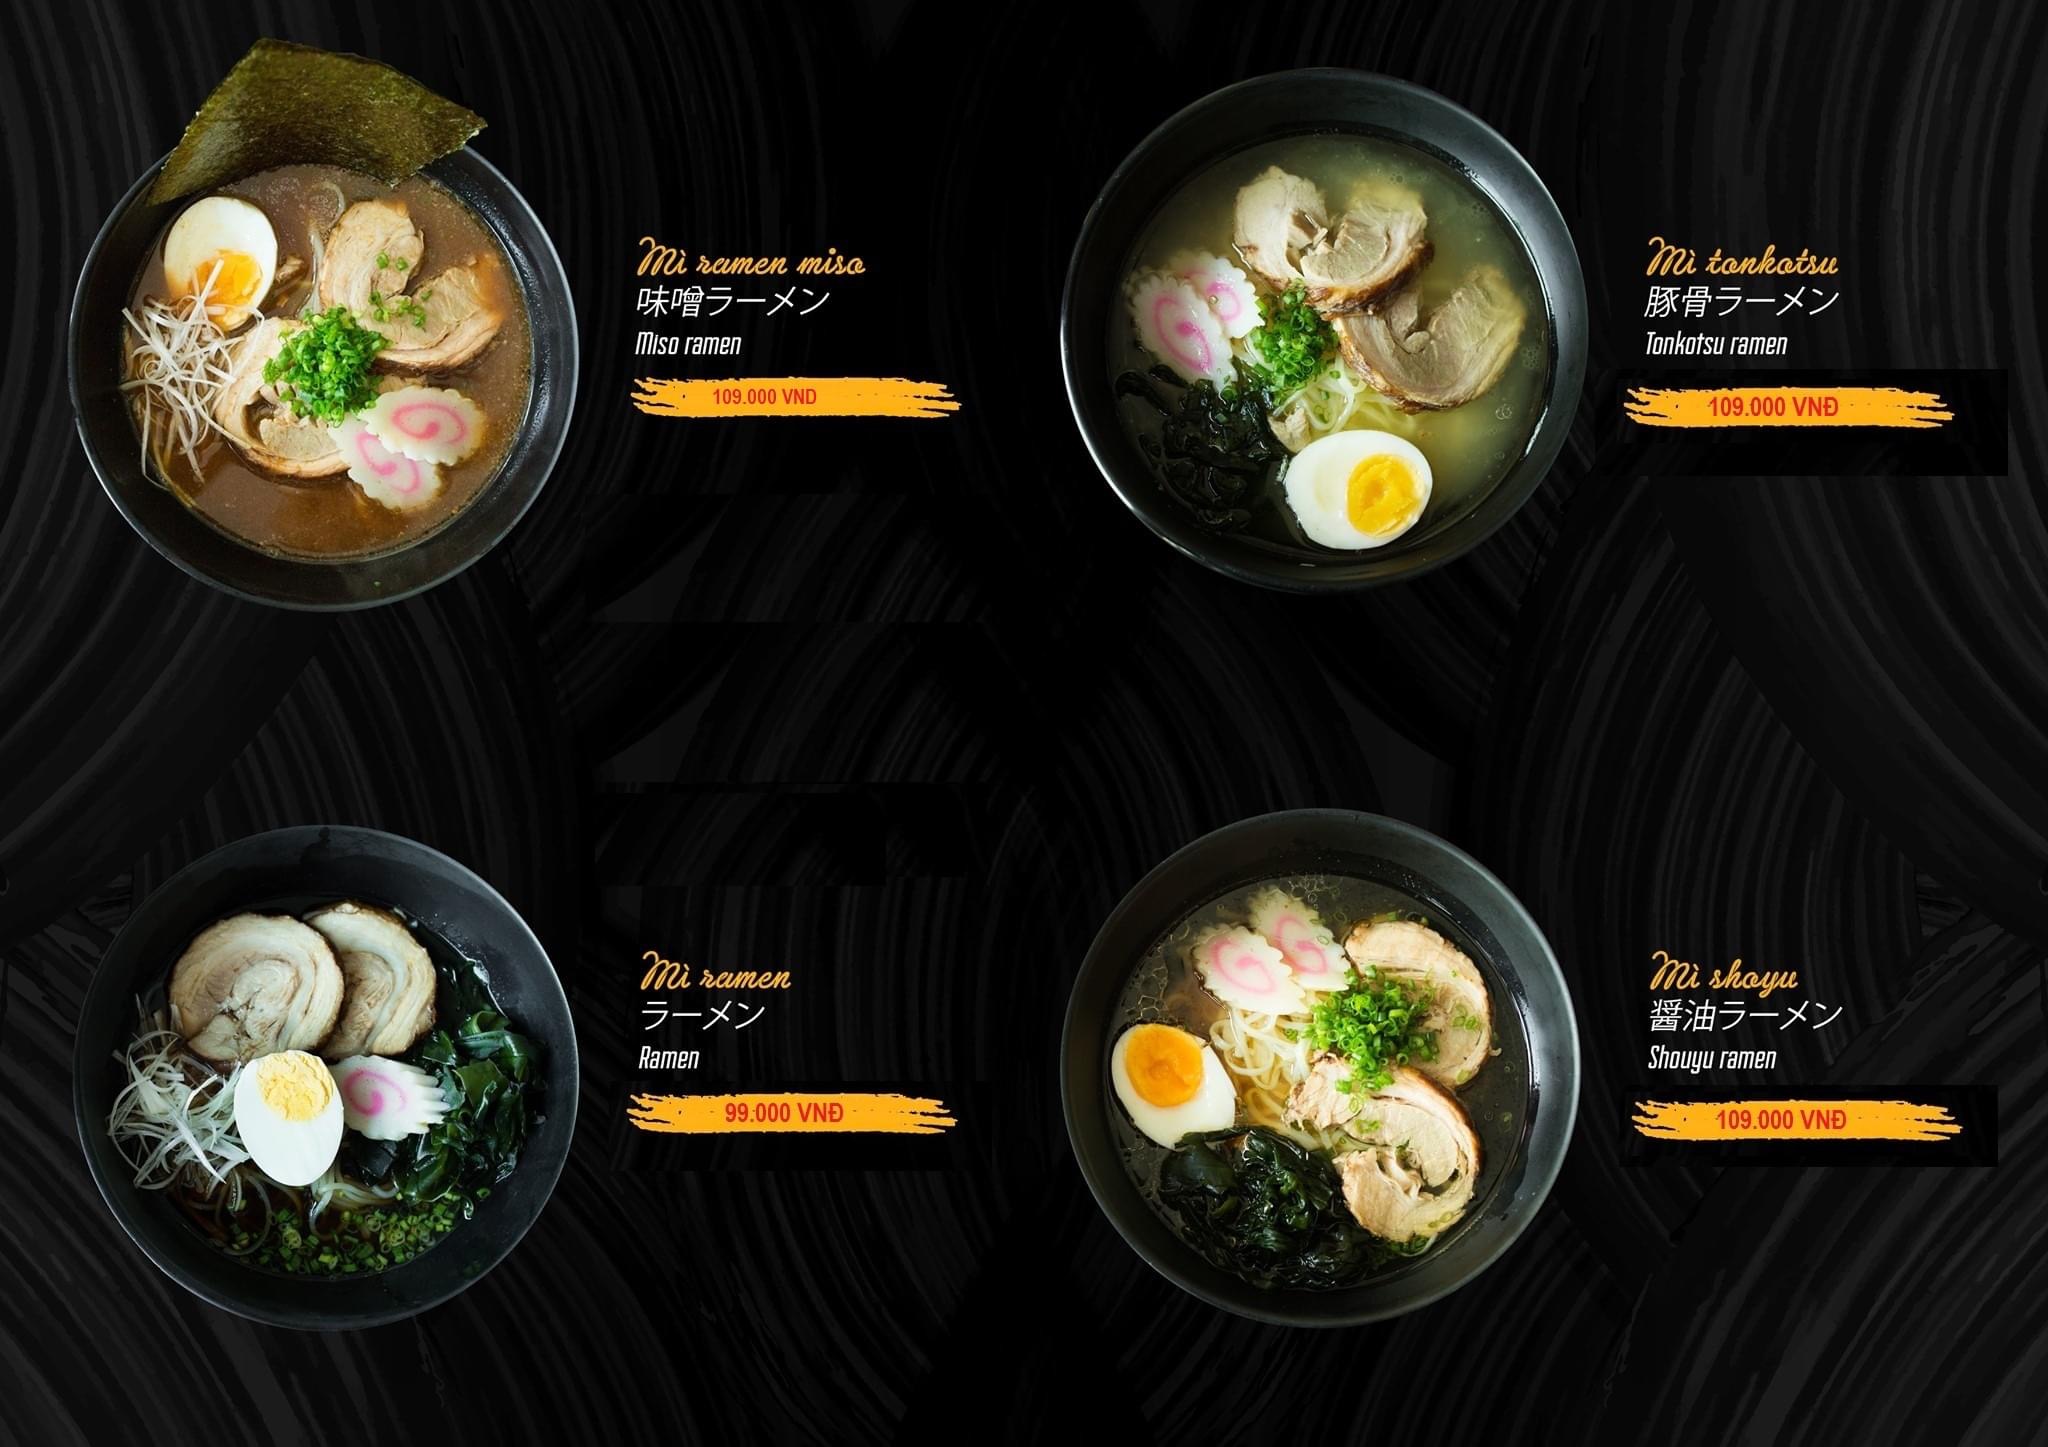 Mì ramen miso
味噌ラーメン
Miso ramen
109.000 VND
Mì tonkotsu
豚骨ラーメン
Tonkotsu ramen
109.000 VNĐ
Mì ramen
ラーメン
Ramen
99.000 VNĐ
Mì shoyu
醤油ラーメン
Shouyu ramen
109.000 VNĐ